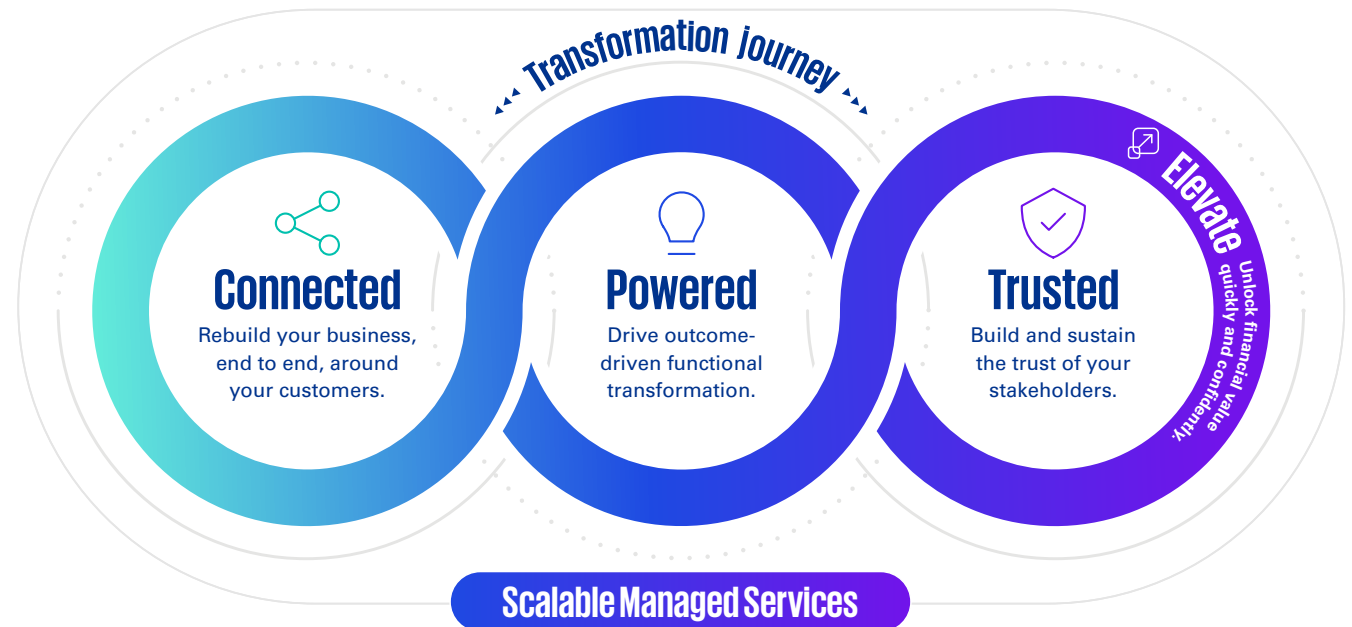 Transformation journey
Connected
Rebuild your business,
end to end, around
your customers.
Powered
Drive outcome-
driven functional
transformation.
Trusted
Build and sustain
the trust of your
stakeholders.
Elevate
Unlock financial value
quickly and confidently.
Scalable Managed Services